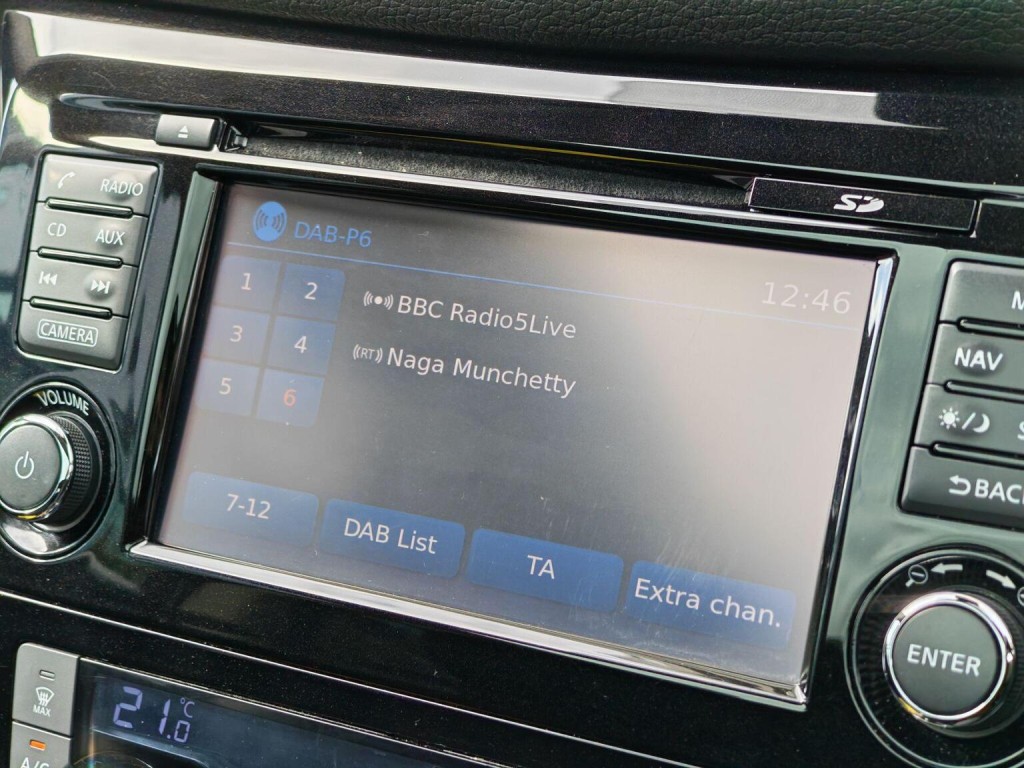 RADIO
CD AUX
CAMERA
VOLUME
DAB-P6
12:46
1 2
3 4
5 6
BBC Radio5Live
((RT)) Naga Munchetty
7-12 DAB List TA Extra chan.
SD
NAV
BAC
ENTER
MAX
21.0 °C
A/C